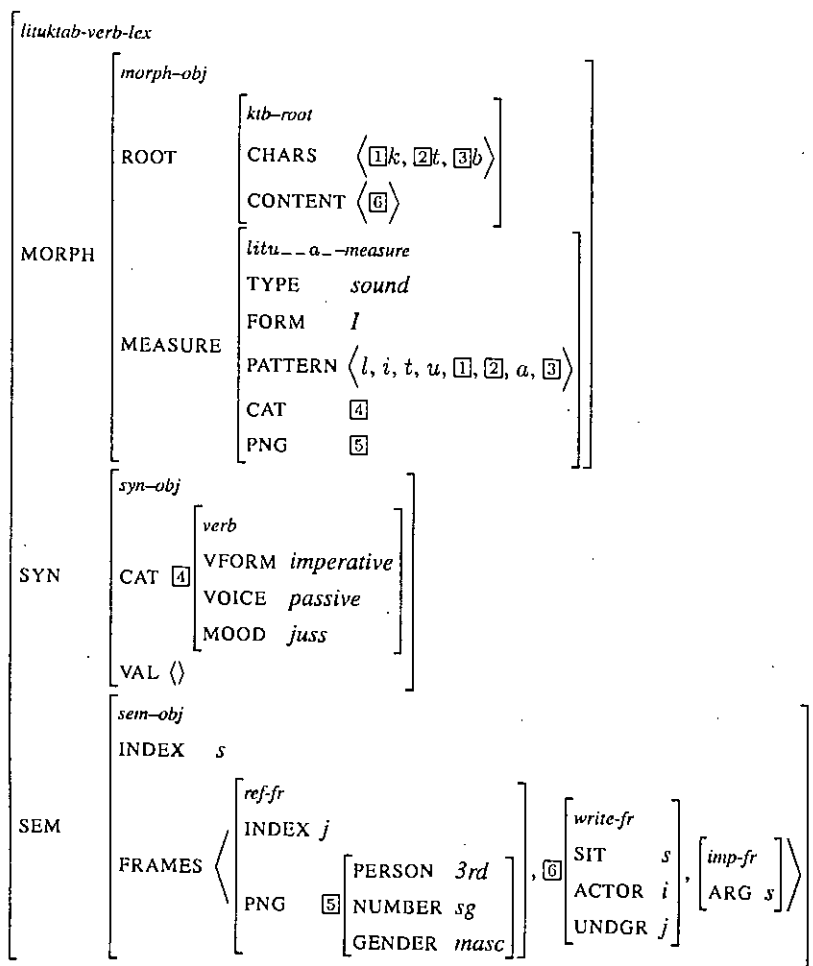 lituktab-verb-lex
morph–obj
ktb–root
ROOT CHARS ⟨1k, 2t, 3b⟩
CONTENT ⟨6⟩
MORPH
litu__a_–measure
TYPE sound
FORM I
MEASURE
PATTERN ⟨l, i, t, u, 1, 2, a, 3⟩
CAT 4
PNG 5
syn–obj
verb
VFORM imperative
SYN CAT 4
VOICE passive
MOOD juss
VAL ⟨⟩
sem–obj
INDEX s
ref-fr
INDEX j
write-fr
SEM
FRAMES ⟨ PNG 5 PERSON 3rd , 6 SIT s , imp-fr ⟩
NUMBER sg ACTOR i ARG s
GENDER masc UNDGR j